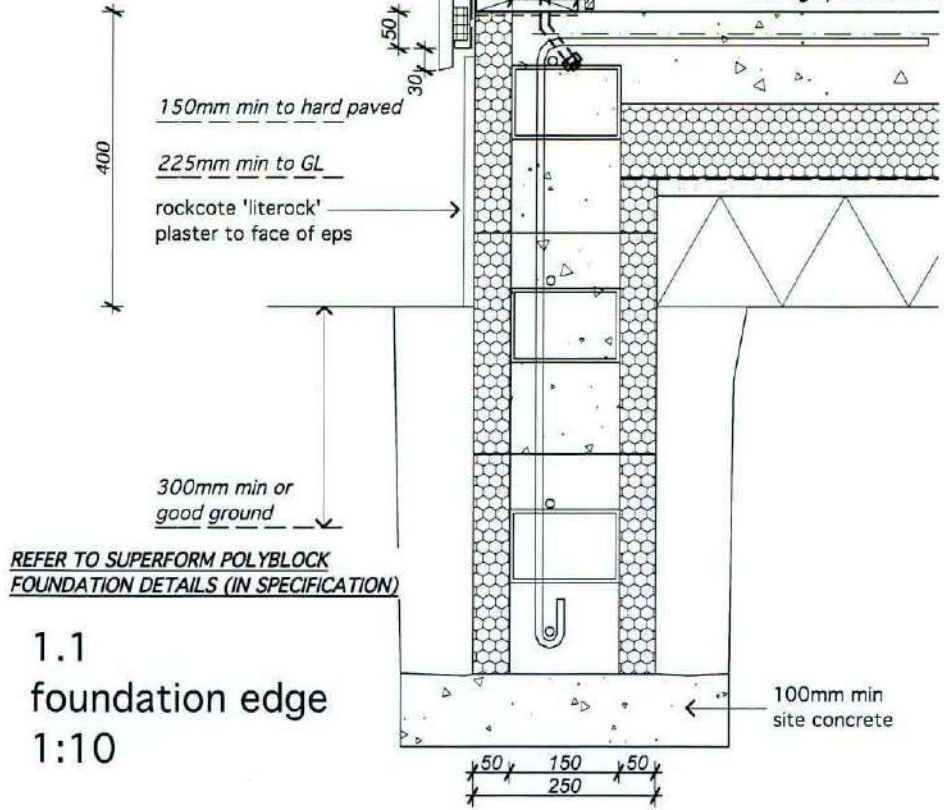 50
30
400
150mm min to hard paved
225mm min to GL
rockcote 'literock'
plaster to face of eps
300mm min or
good ground
REFER TO SUPERFORM POLYBLOCK
FOUNDATION DETAILS (IN SPECIFICATION)
1.1
foundation edge
1:10
100mm min
site concrete
50 150 50
250